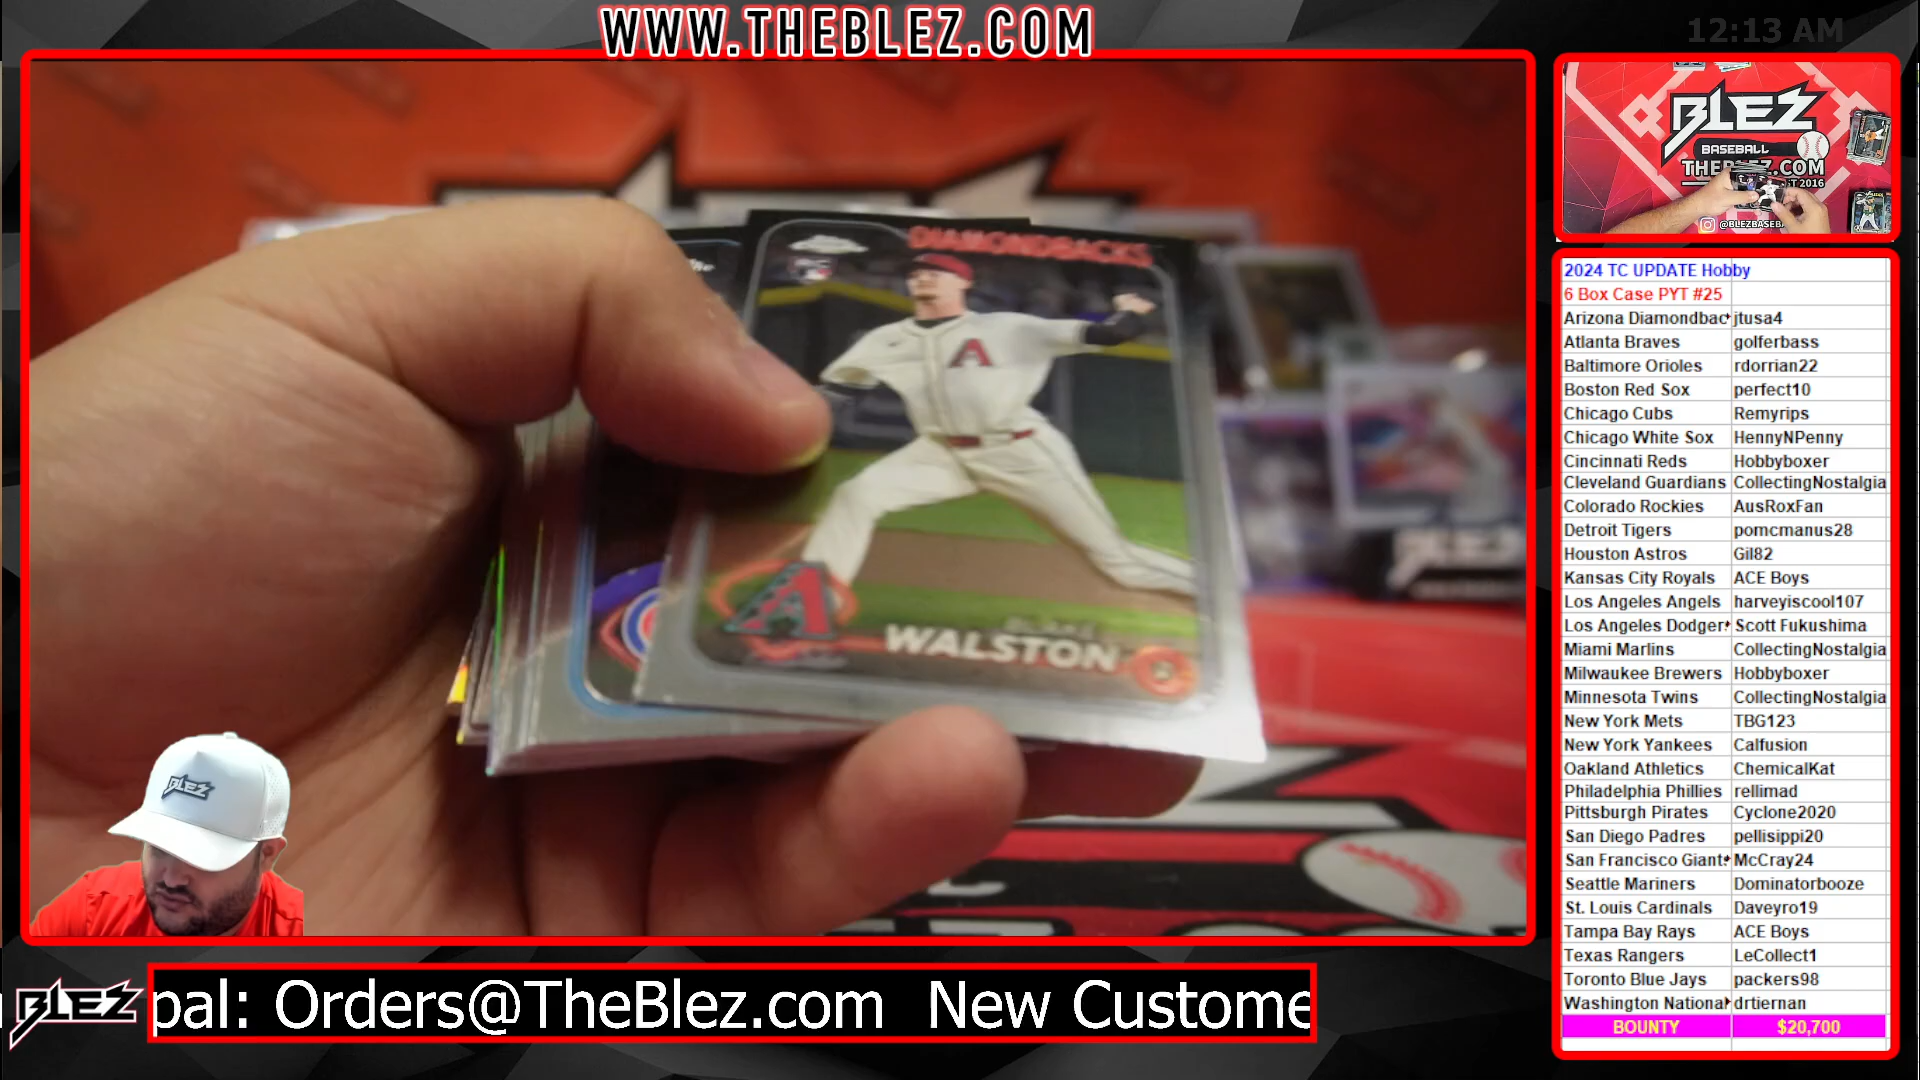 WWW.THEBLEZ.COM
12:13 AM
DIAMONDBACKS
A
WALSTON
BLEZ
BASEBALL
THEBLEZ.COM
@BLEZBASEBA
2024 TC UPDATE Hobby
6 Box Case PYT #25
Arizona Diamondbac jtusa4
Atlanta Braves golferbass
Baltimore Orioles rdorrian22
Boston Red Sox perfect10
Chicago Cubs Remyrips
Chicago White Sox HennyNPenny
Cincinnati Reds Hobbyboxer
Cleveland Guardians CollectingNostalgia
Colorado Rockies AusRoxFan
Detroit Tigers pomcmanus28
Houston Astros Gil82
Kansas City Royals ACE Boys
Los Angeles Angels harveyiscool107
Los Angeles Dodger Scott Fukushima
Miami Marlins CollectingNostalgia
Milwaukee Brewers Hobbyboxer
Minnesota Twins CollectingNostalgia
New York Mets TBG123
New York Yankees Calfusion
Oakland Athletics ChemicalKat
Philadelphia Phillies rellimad
Pittsburgh Pirates Cyclone2020
San Diego Padres pellisippi20
San Francisco Giant McCray24
Seattle Mariners Dominatorbooze
St. Louis Cardinals Daveyro19
Tampa Bay Rays ACE Boys
Texas Rangers LeCollect1
Toronto Blue Jays packers98
Washington National drtiernan
BOUNTY $20,700
BLEZ
BLEZ
pal: Orders@TheBlez.com New Custome